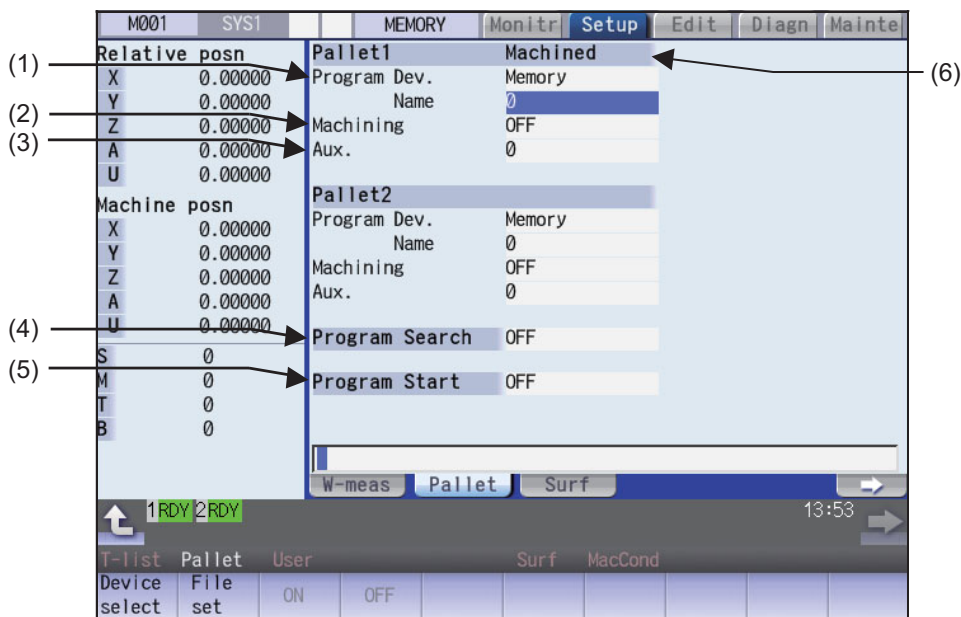 M001 SYS1 MEMORY Monitr Setup Edit Diagn Mainte
Relative posn
X 0.00000
Y 0.00000
Z 0.00000
A 0.00000
U 0.00000
Machine posn
X 0.00000
Y 0.00000
Z 0.00000
A 0.00000
U 0.00000
S 0
M 0
T 0
B 0
Pallet1 Machined
(6)
(1) Program Dev. Memory
Name 0
(2) Machining OFF
(3) Aux. 0
Pallet2
Program Dev. Memory
Name 0
Machining OFF
Aux. 0
(4) Program Search OFF
(5) Program Start OFF
W-meas Pallet Surf
1 RDY 2 RDY 13:53
T-list Pallet User Surf MacCond
Device select
File set
ON
OFF